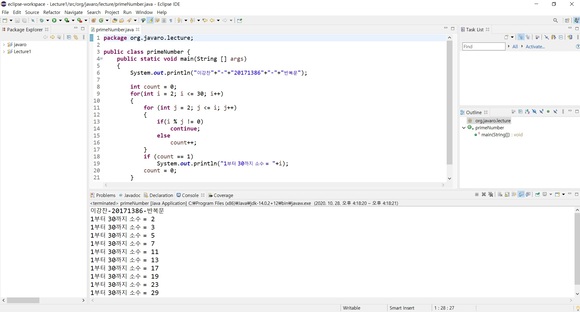 eclipse-workspace - Lecture1/src/org/javaro/lecture/primeNumber.java - Eclipse IDE
File Edit Source Refactor Navigate Search Project Run Window Help
Package Explorer
javaro
Lecture1
primeNumber.java
1 package org.javaro.lecture;
2
3 public class primeNumber {
4 public static void main(String [] args)
5 {
6 System.out.println("이강찬"+"-"+"20171386"+"-"+"반복문");
7
8 int count = 0;
9 for(int i = 2; i <= 30; i++)
10 {
11 for (int j = 2; j <= i; j++)
12 {
13 if(i % j != 0)
14 continue;
15 else
16 count++;
17 }
18 if (count == 1)
19 System.out.println("1부터 30까지 소수 = "+i);
20 count = 0;
21 }
Task List
Find
All
Activate...
Outline
org.javaro.lecture
primeNumber
main(String[]) : void
Problems Javadoc Declaration Console Coverage
<terminated> primeNumber [Java Application] C:\Program Files (x86)\Java\jdk-14.0.2+12\bin\javaw.exe (2020. 10. 28. 오후 4:18:20 – 오후 4:18:21)
이강찬-20171386-반복문
1부터 30까지 소수 = 2
1부터 30까지 소수 = 3
1부터 30까지 소수 = 5
1부터 30까지 소수 = 7
1부터 30까지 소수 = 11
1부터 30까지 소수 = 13
1부터 30까지 소수 = 17
1부터 30까지 소수 = 19
1부터 30까지 소수 = 23
1부터 30까지 소수 = 29
Writable
Smart Insert
1 : 28 : 27